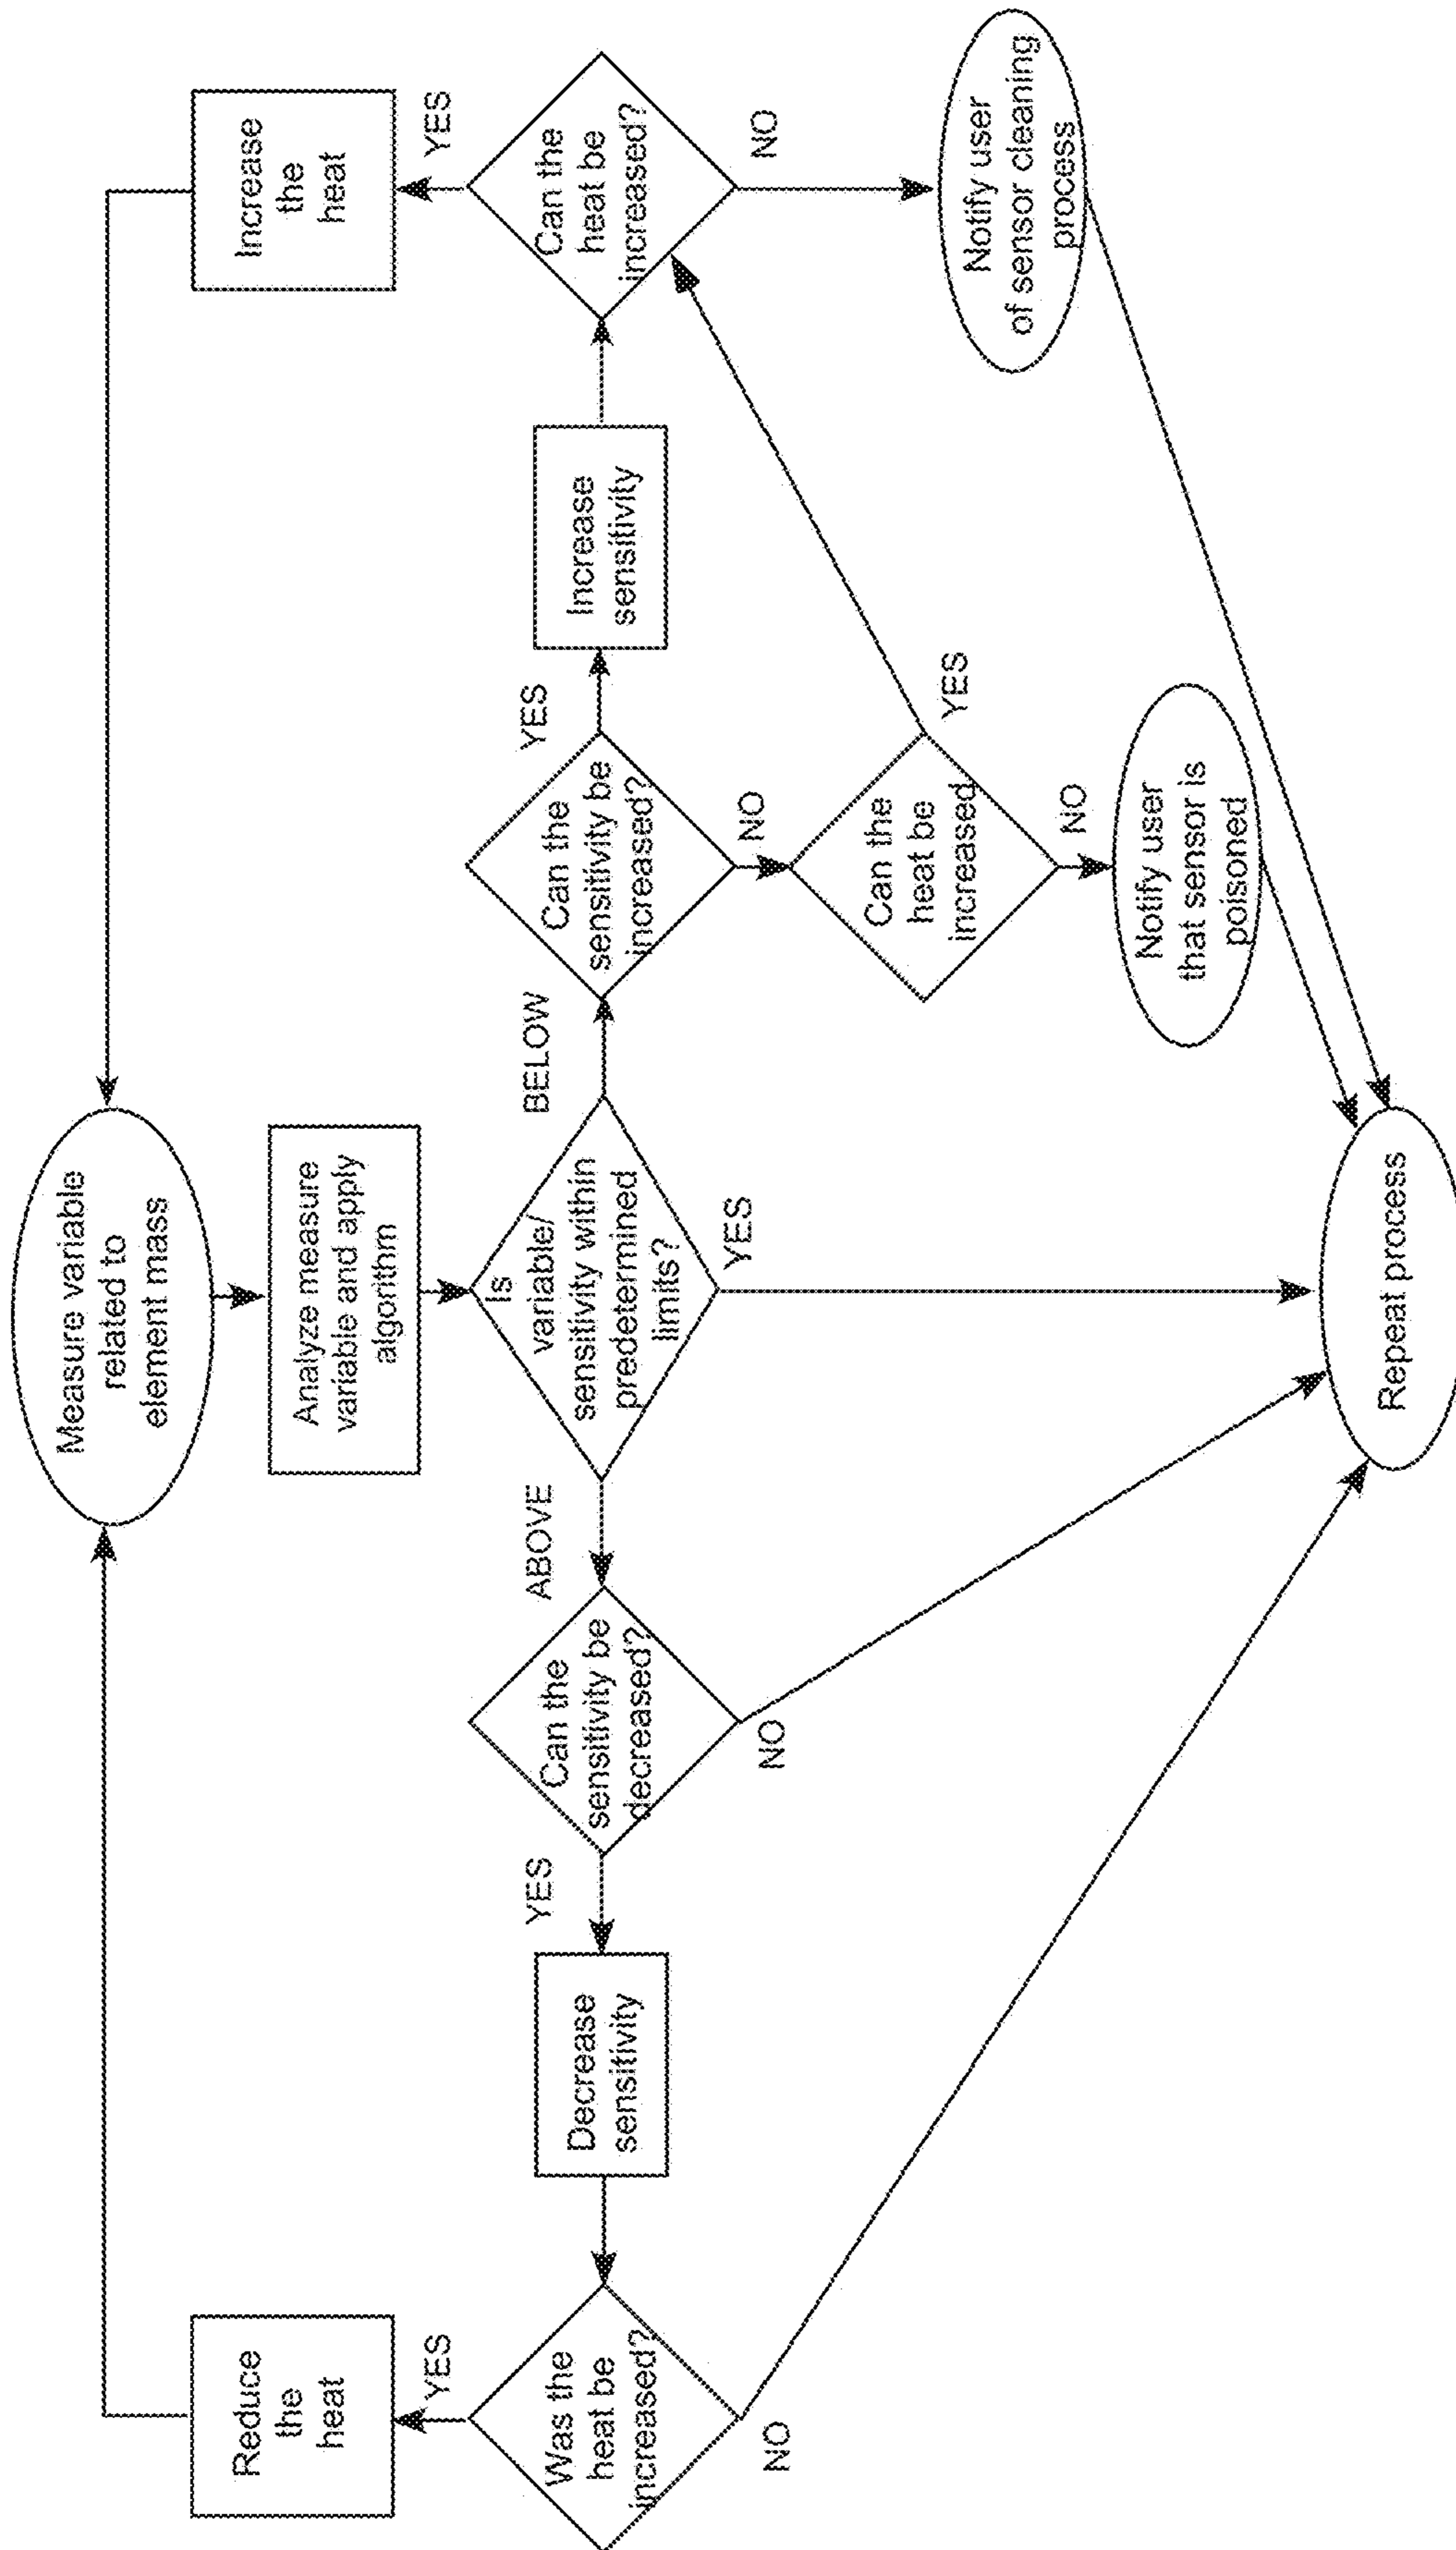 Measure variable
related to
element mass
Reduce
the
heat
Increase
the
heat
Analyze measure
variable and apply
algorithm
YES
YES
Was the
heat be
increased?
Decrease
sensitivity
YES
Can the
sensitivity be
decreased?
ABOVE
Is
variable/
sensitivity within
predetermined
limits?
BELOW
Can the
sensitivity be
increased?
YES
Increase
sensitivity
Can the
heat be
increased?
NO
NO
YES
NO
NO
Can the
heat be
increased
YES
NO
Notify user
of sensor cleaning
process
Notify user
that sensor is
poisoned
Repeat process